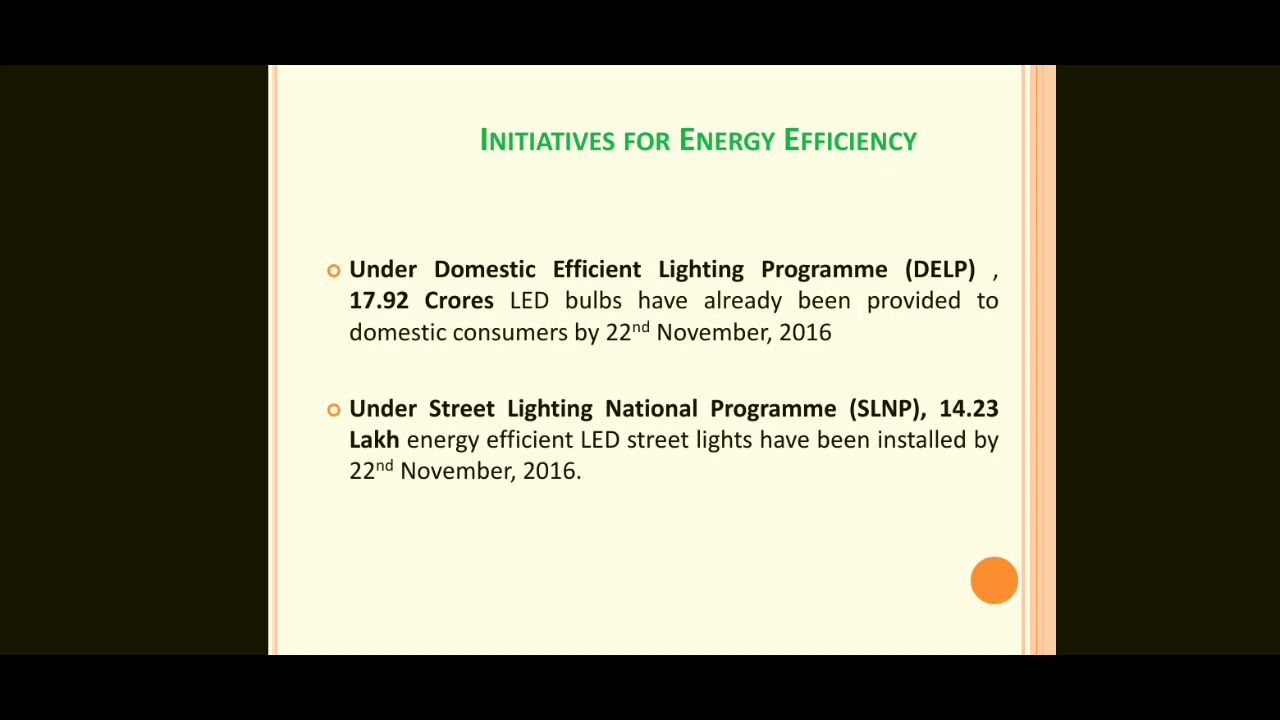 INITIATIVES FOR ENERGY EFFICIENCY
Under Domestic Efficient Lighting Programme (DELP) ,
17.92 Crores LED bulbs have already been provided to
domestic consumers by 22nd November, 2016
Under Street Lighting National Programme (SLNP), 14.23
Lakh energy efficient LED street lights have been installed by
22nd November, 2016.